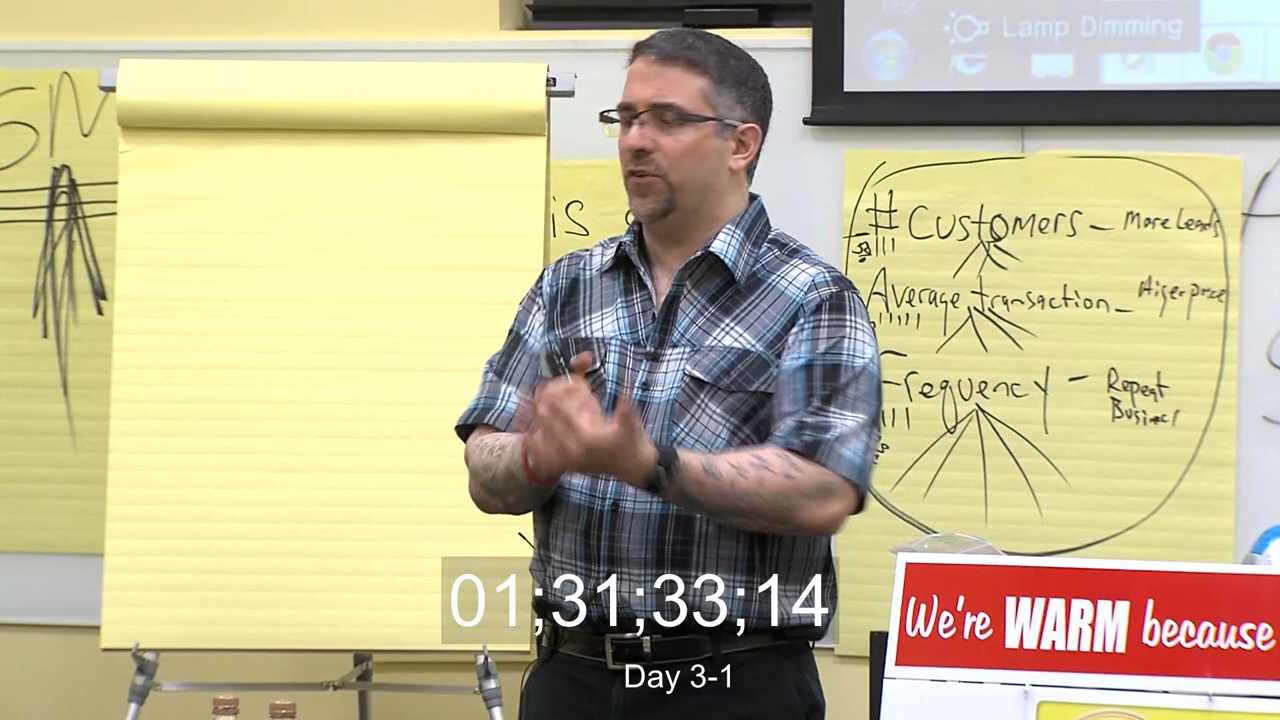 Lamp Dimming
is
# Customers - More Leads
Average transaction - Higer price
Frequency - Repeat
Business
01;31;33;14
Day 3-1
We're WARM because